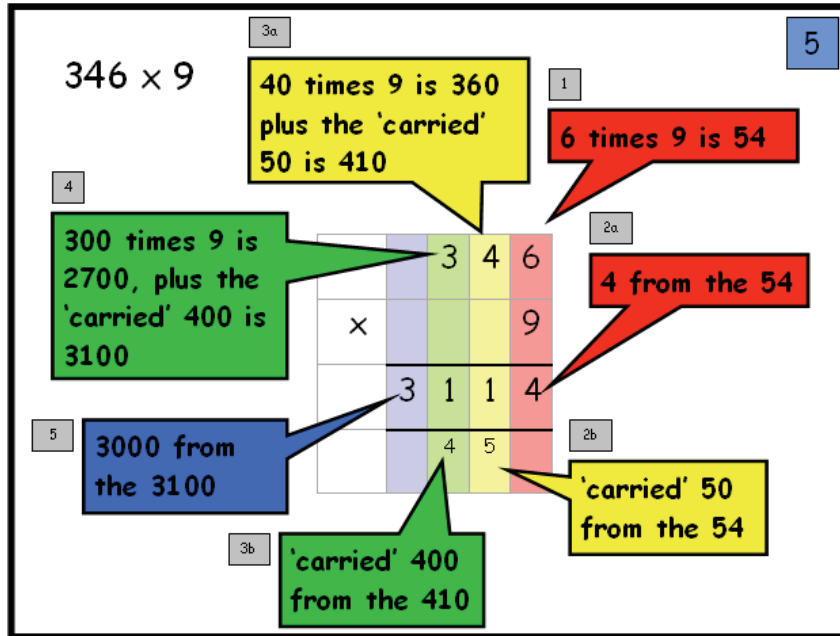 346 × 9
5
3a
40 times 9 is 360
plus the ‘carried’
50 is 410
1
6 times 9 is 54
4
300 times 9 is
2700, plus the
‘carried’ 400 is
3100
2a
4 from the 54
3 4 6
× 9
3 1 1 4
4 5
5
3000 from
the 3100
2b
‘carried’ 50
from the 54
3b
‘carried’ 400
from the 410